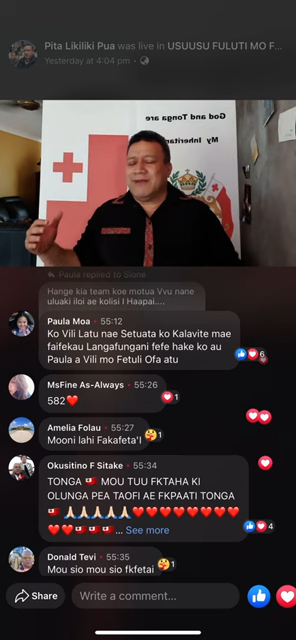 Pita Likiliki Pua was live in USUUSU FULUTI MO F...
Yesterday at 4:04 pm ·
God and Tonga are
My Inheritan
Paula replied to Sione
Hange kia team koe motua Vvu nane
uluaki iloi ae kolisi I Haapai....
Paula Moa · 55:12
Ko Vili Latu nae Setuata ko Kalavite mae
faifekau Langafungani fefe hake ko au
Paula a Vili mo Fetuli Ofa atu
6
MsFine As-Always · 55:26
582❤️
1
Amelia Folau · 55:27
Mooni lahi Fakafeta'I
1
Okusitino F Sitake · 55:34
TONGA 🇹🇴 MOU TUU FKTAHA KI
OLUNGA PEA TAOFI AE FKPAATI TONGA
🇹🇴 🙏🏻🙏🏻🙏🏻🙏🏻🙏🏻❤️❤️❤️❤️❤️❤️❤️❤️
❤️❤️🇹🇴🇹🇴🇹🇴 ... See more
4
Donald Tevi · 55:35
Mou sio mou sio fkfetai
1
Share
Write a comment...